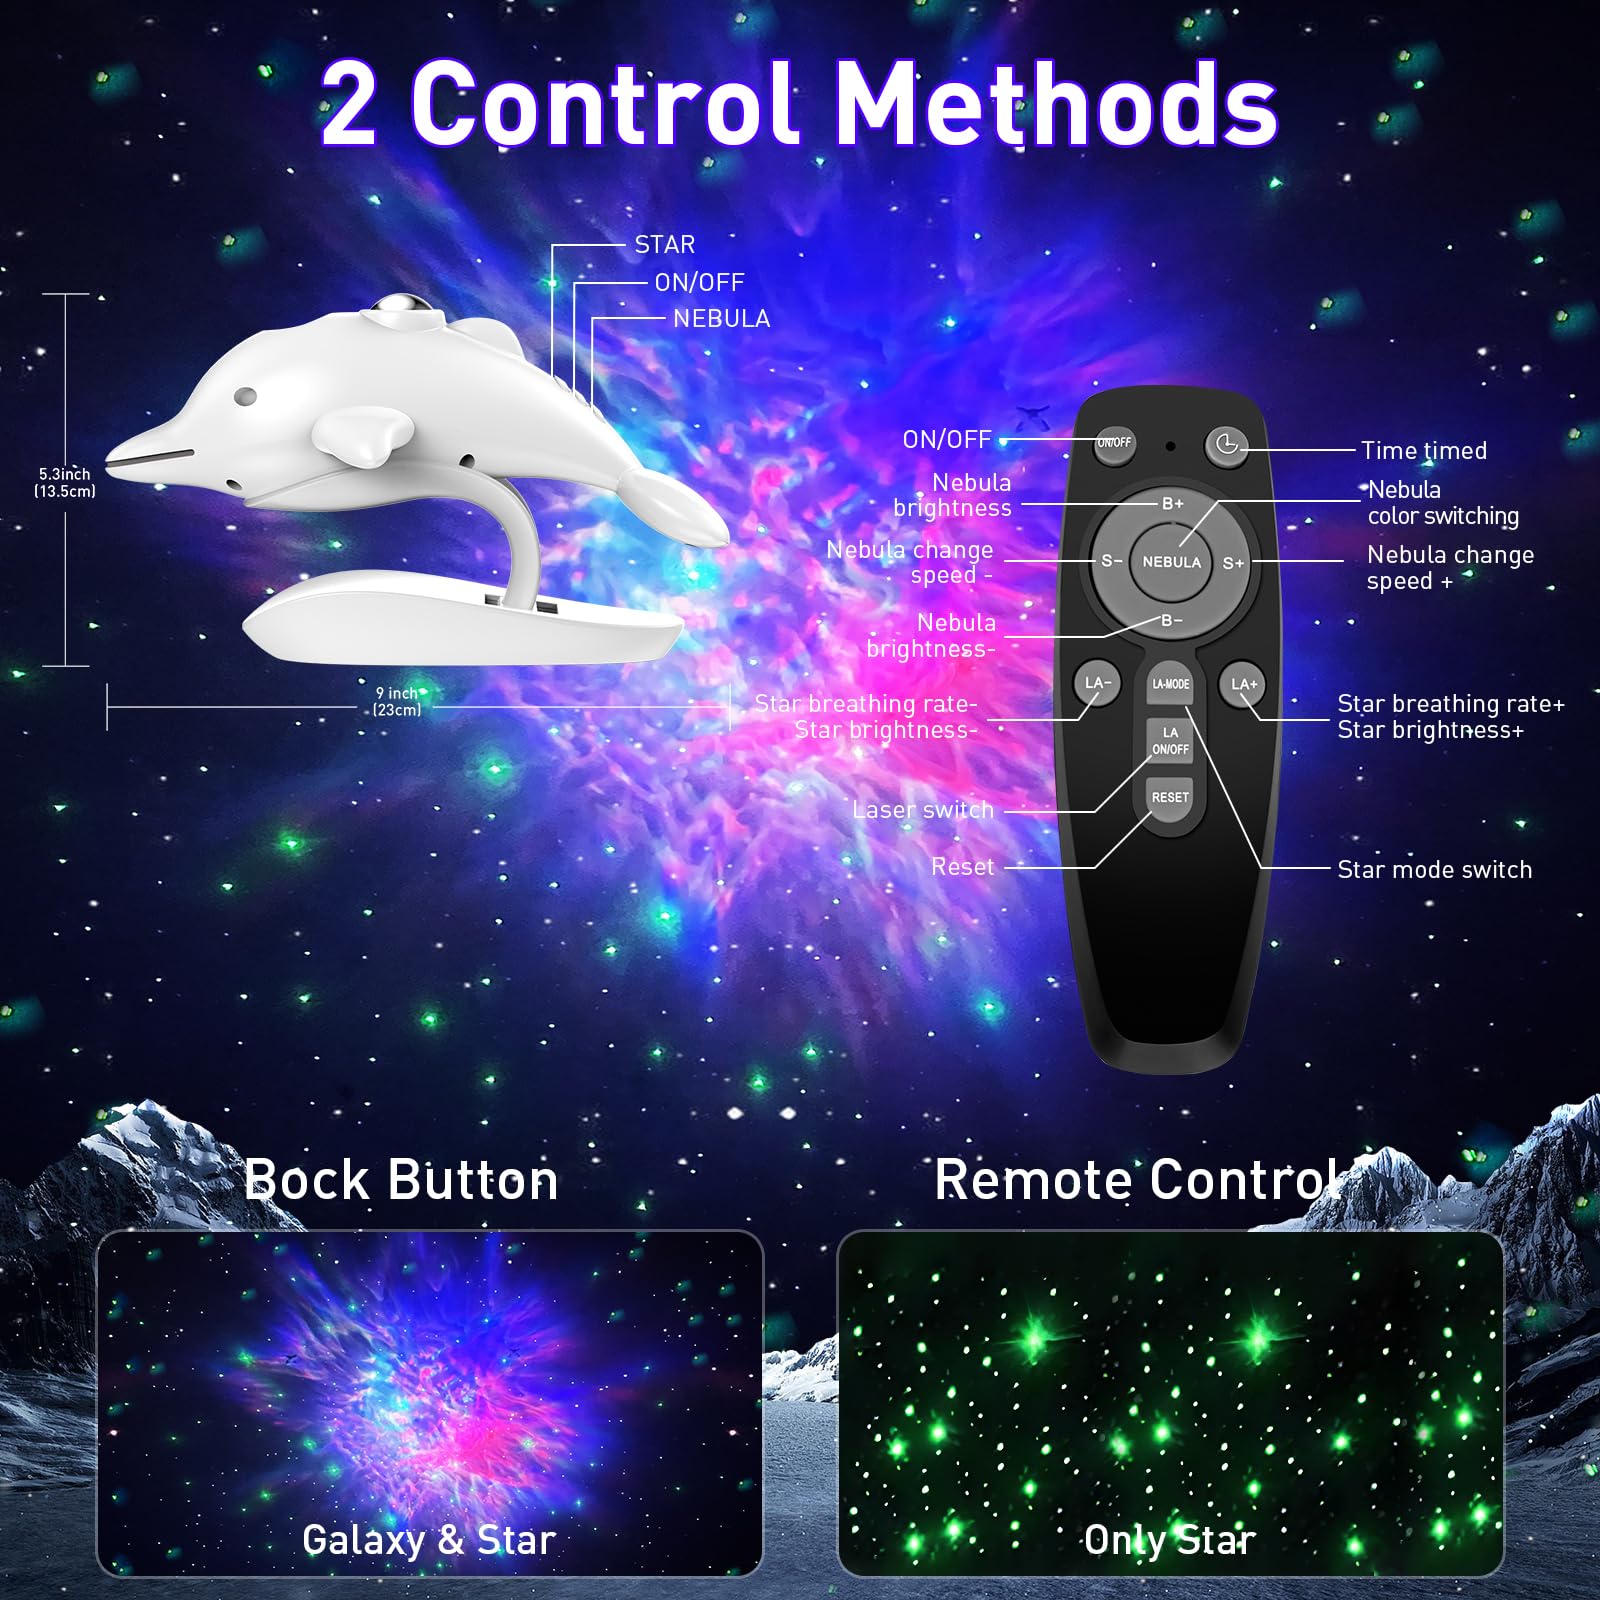 2 Control Methods
STAR
ON/OFF
NEBULA
5.3inch
(13.5cm)
9 inch
(23cm)
ON/OFF
Nebula
brightness
Nebula change
speed -
Nebula
brightness-
Star breathing rate-
Star brightness-
Laser switch
Reset
ON/OFF
B+
S-
NEBULA
S+
B-
LA-
LA-MODE
LA+
LA
ON/OFF
RESET
Time timed
Nebula
color switching
Nebula change
speed +
Star breathing rate+
Star brightness+
Star mode switch
Bock Button
Remote Control
Galaxy & Star
Only Star